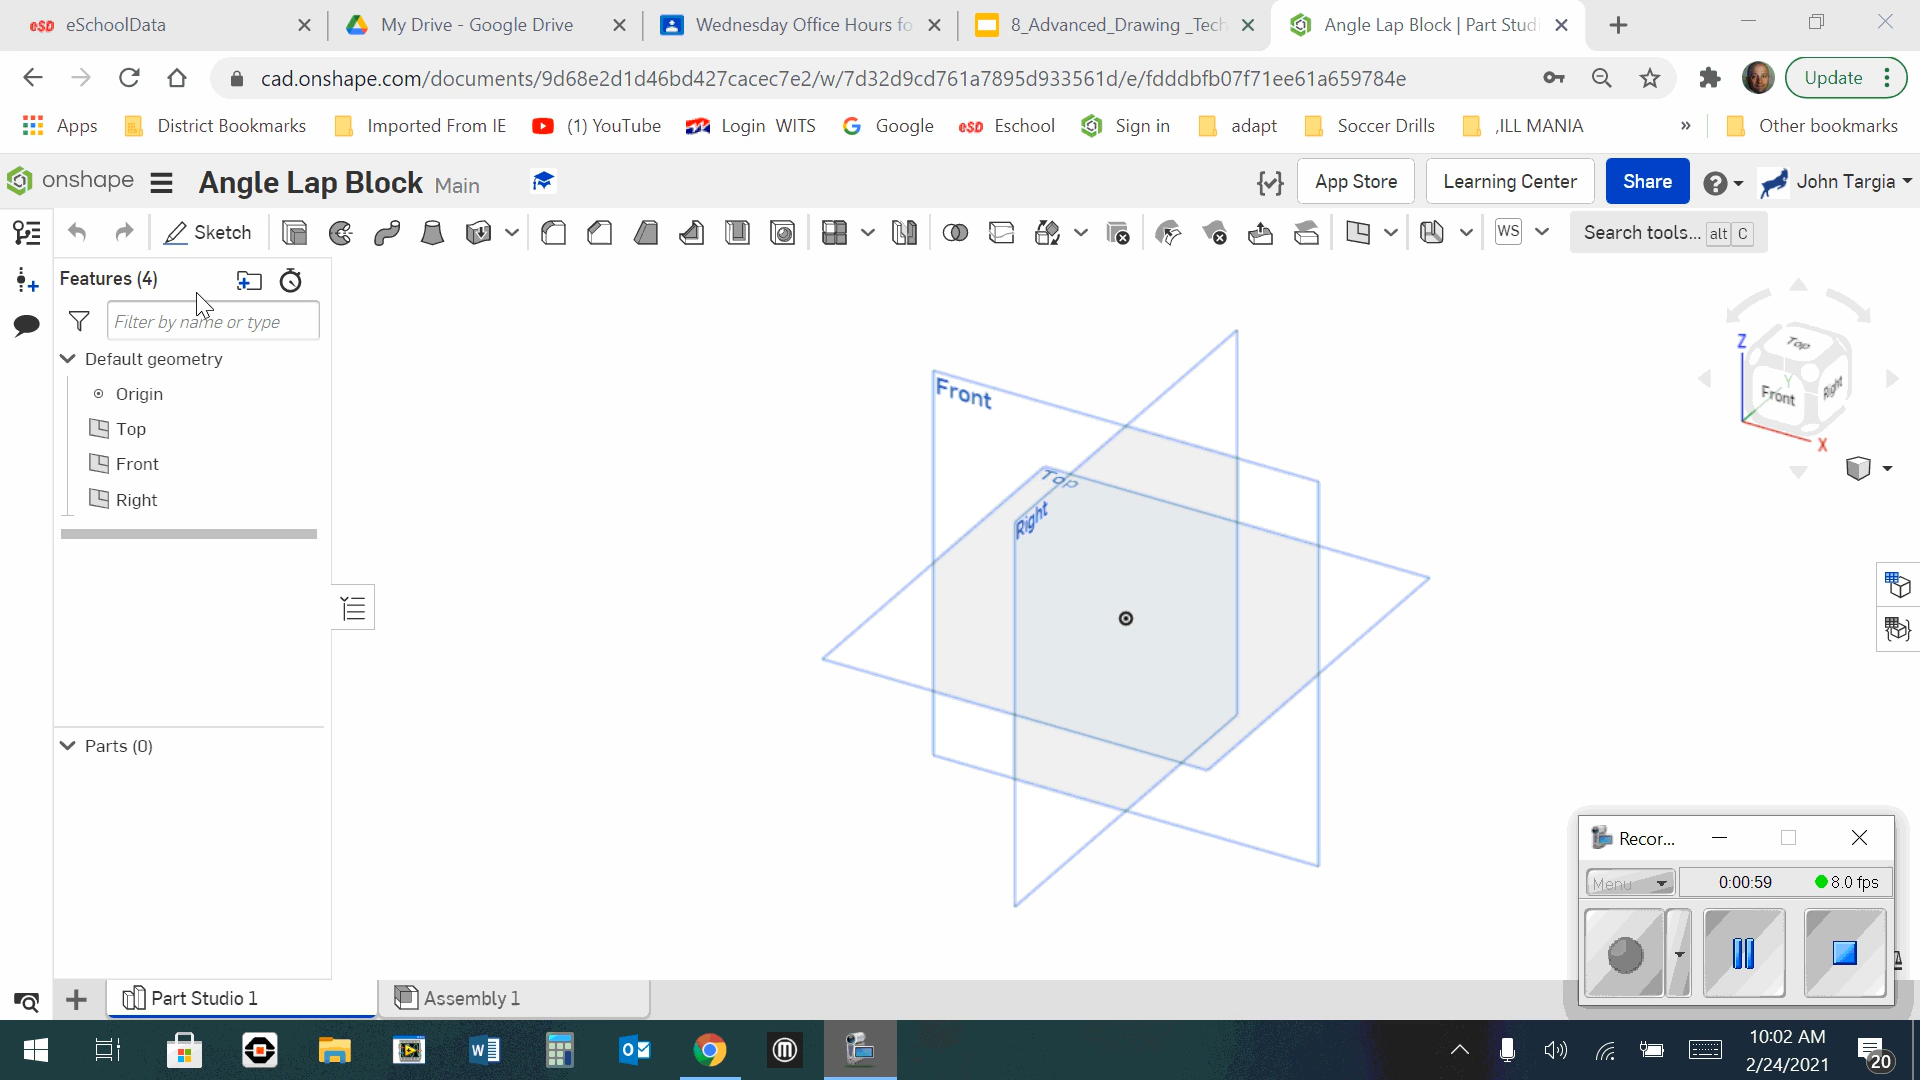 eSchoolData
My Drive - Google Drive
Wednesday Office Hours fo
8_Advanced_Drawing _Tech
Angle Lap Block | Part Studi
cad.onshape.com/documents/9d68e2d1d46bd427cacec7e2/w/7d32d9cd761a7895d933561d/e/fdddbfb07f71ee61a659784e
Update
Apps
District Bookmarks
Imported From IE
(1) YouTube
Login WITS
Google
Eschool
Sign in
adapt
Soccer Drills
,ILL MANIA
»
Other bookmarks
onshape
Angle Lap Block Main
App Store
Learning Center
Share
John Targia
Sketch
WS
Search tools... alt C
Features (4)
Filter by name or type
Default geometry
Origin
Top
Front
Right
Parts (0)
Front
Top
Right
Z
Top
Y
Front
Right
X
Recor...
Menu
0:00:59
8.0 fps
Part Studio 1
Assembly 1
10:02 AM
2/24/2021
20